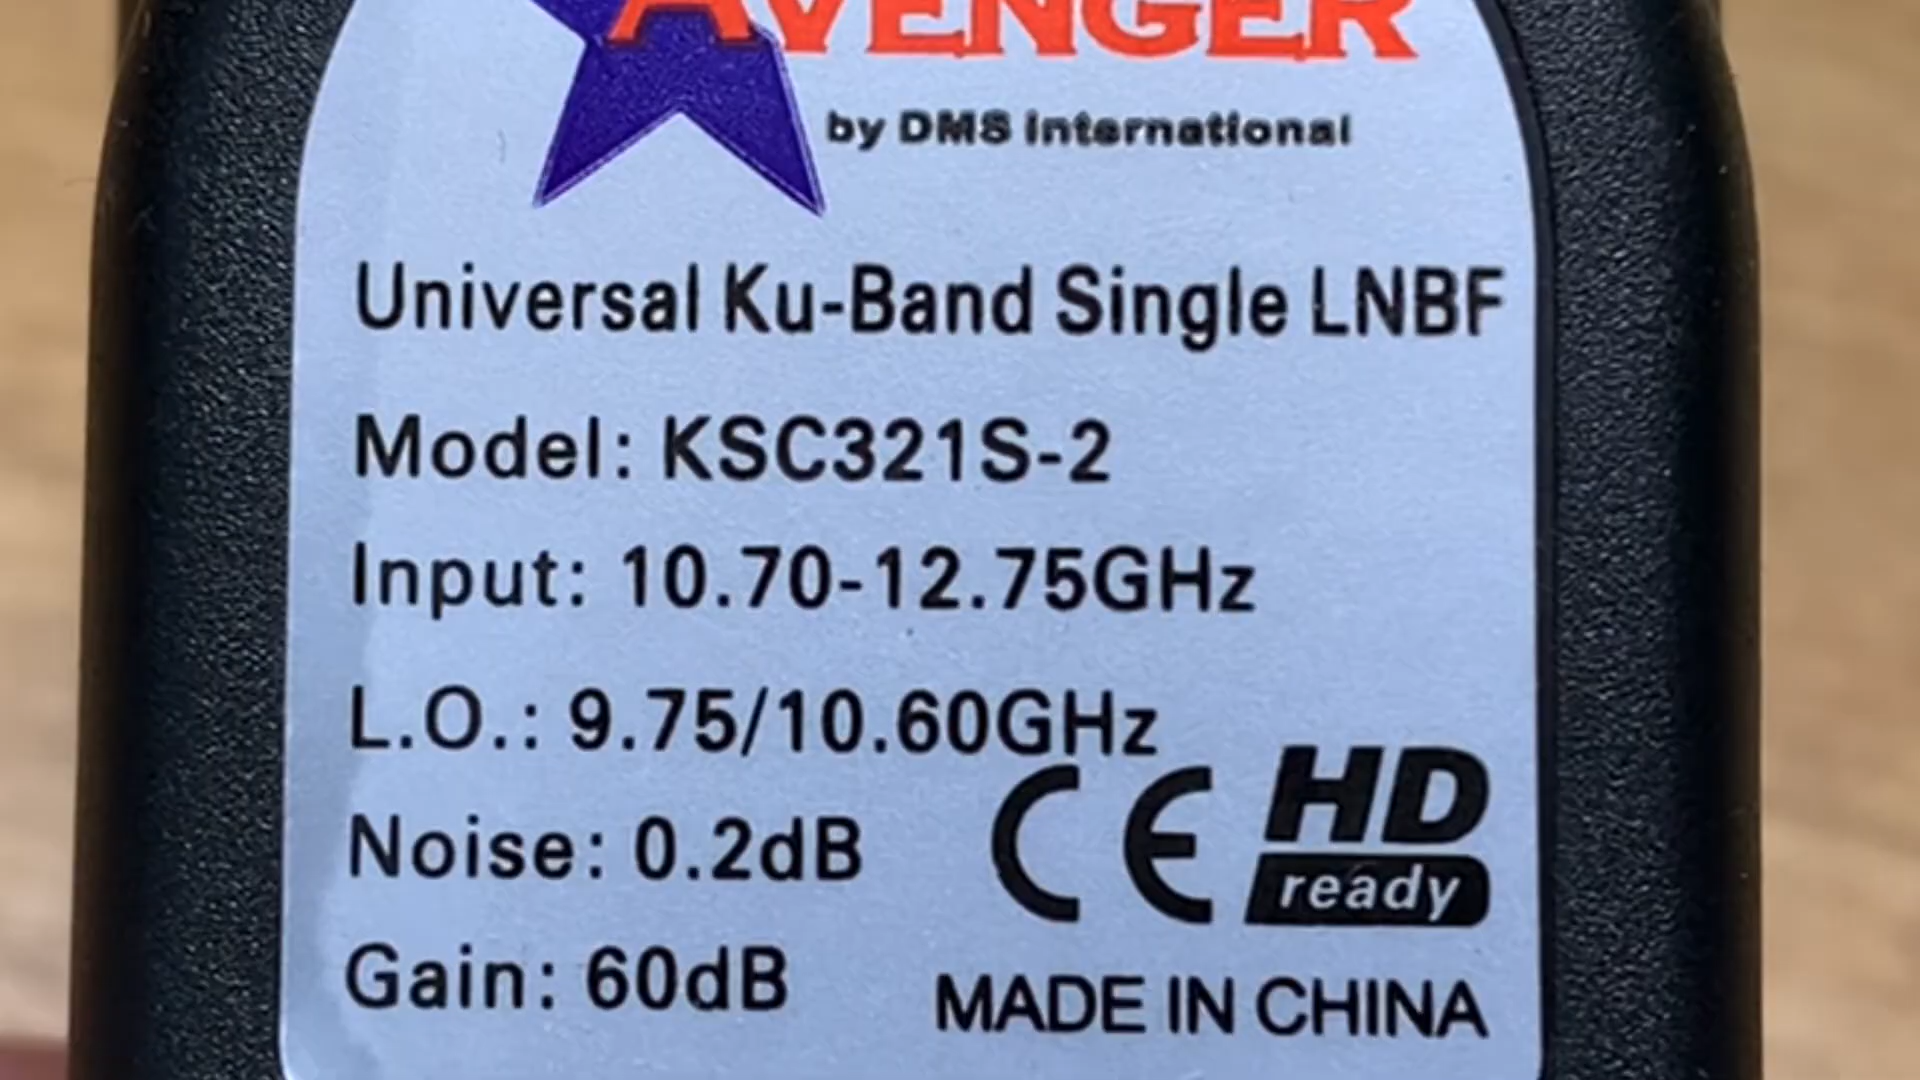 AVENGER
by DMS International
Universal Ku-Band Single LNBF
Model: KSC321S-2
Input: 10.70-12.75GHz
L.O.: 9.75/10.60GHz
Noise: 0.2dB
CE
HD
ready
Gain: 60dB
MADE IN CHINA